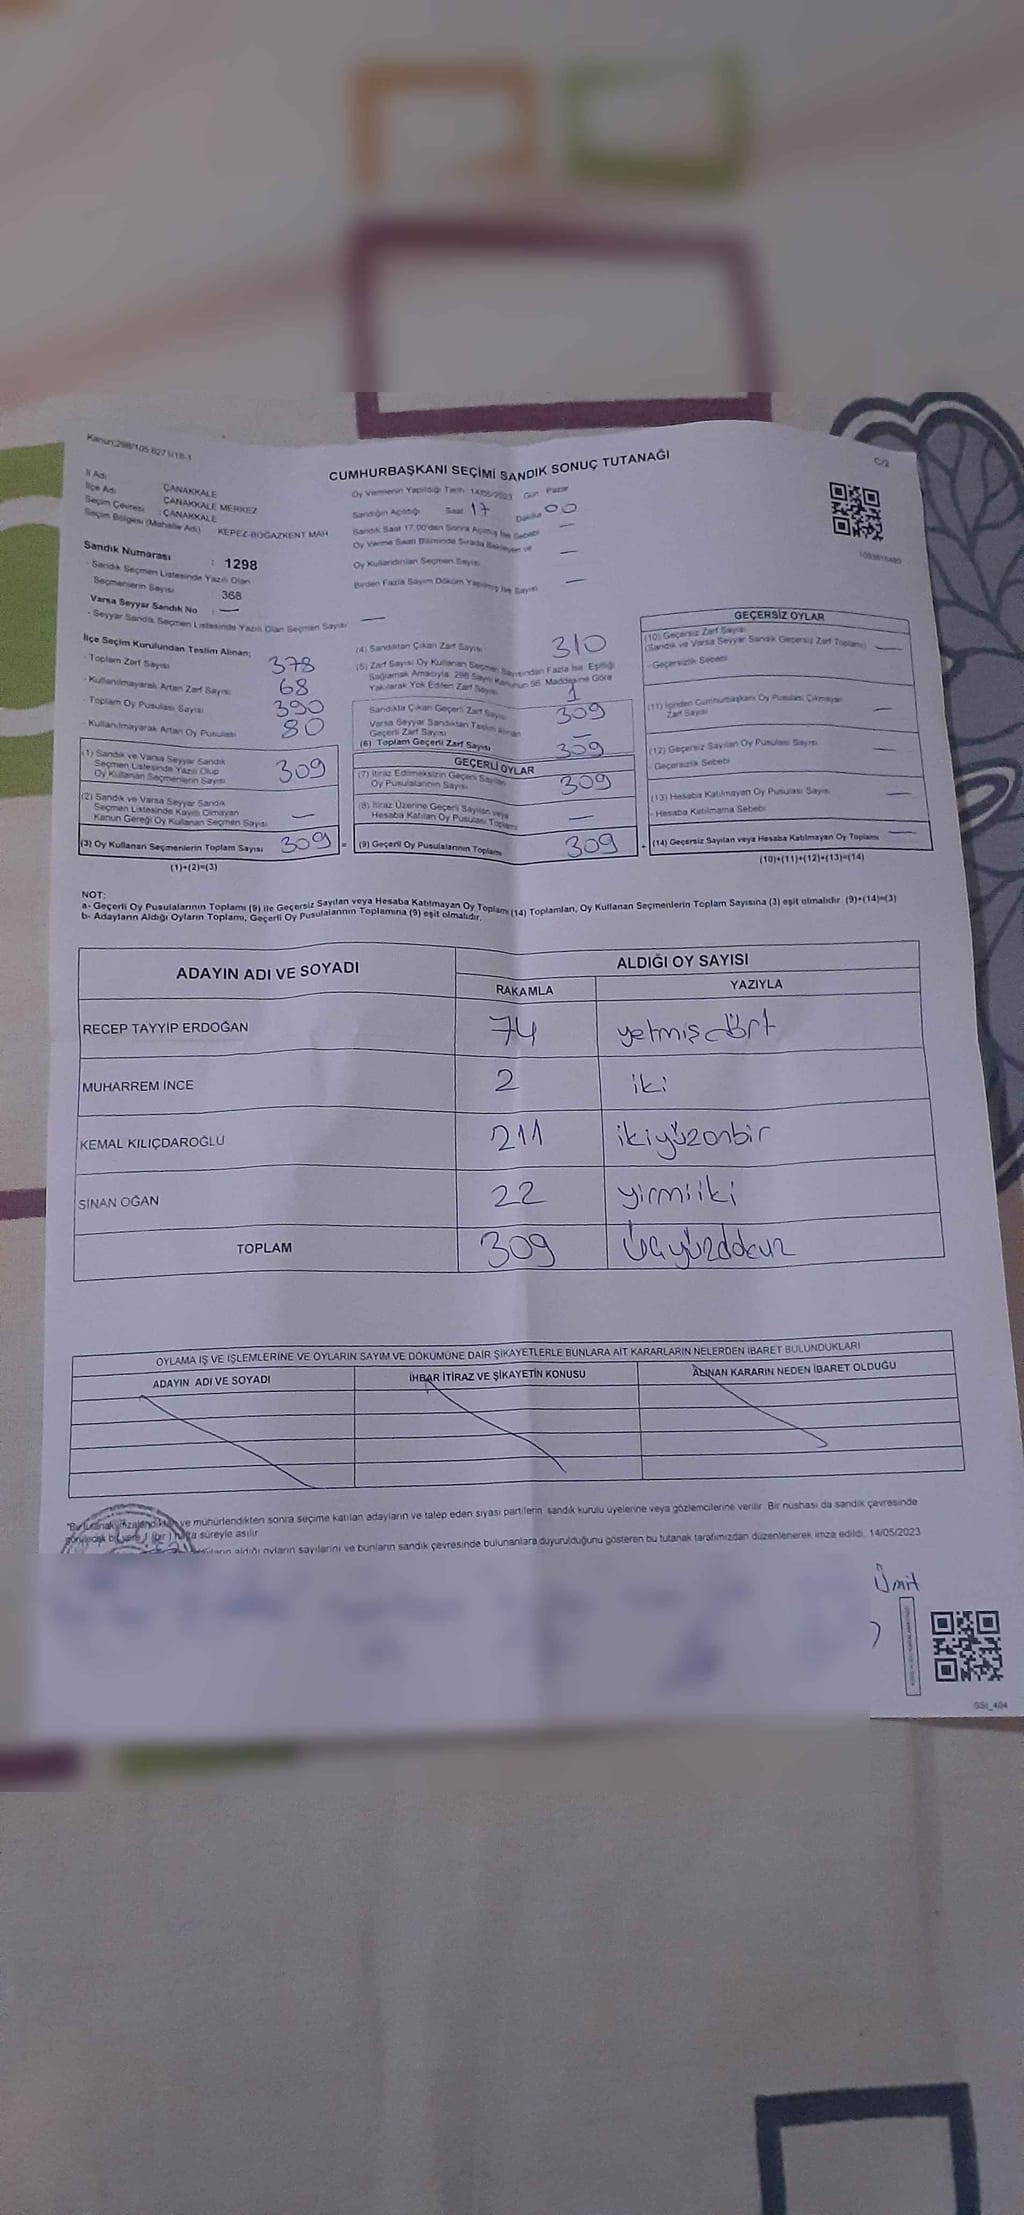 Kanun:298/105 6271/18-1
C/2
CUMHURBAŞKANI SEÇİMİ SANDIK SONUÇ TUTANAĞI
İl Adı : ÇANAKKALE
İlçe Adı : ÇANAKKALE MERKEZ
Seçim Çevresi : ÇANAKKALE
Seçim Bölgesi (Mahalle Adı) : KEPEZ-BOĞAZKENT MAH
Oy Vermenin Yapıldığı Tarih : 14/05/2023 Gün : Pazar
Sandığın Açıldığı Saat 17 Dakika 00
Sandık Saat 17:00'den Sonra Açılmış İse Sebebi —
Oy Verme Saati Bitiminde Sırada Bekleyen ve
Oy Kullandırılan Seçmen Sayısı —
Birden Fazla Sayım Döküm Yapılmış İse Sayısı —
Sandık Numarası : 1298
- Sandık Seçmen Listesinde Yazılı Olan
Seçmenlerin Sayısı : 368
Varsa Seyyar Sandık No : —
- Seyyar Sandık Seçmen Listesinde Yazılı Olan Seçmen Sayısı —
İlçe Seçim Kurulundan Teslim Alınan;
- Toplam Zarf Sayısı 378
- Kullanılmayarak Artan Zarf Sayısı 68
- Toplam Oy Pusulası Sayısı 390
- Kullanılmayarak Artan Oy Pusulası 80
(1) Sandık ve Varsa Seyyar Sandık
Seçmen Listesinde Yazılı Olup
Oy Kullanan Seçmenlerin Sayısı 309
(2) Sandık ve Varsa Seyyar Sandık
Seçmen Listesinde Kayıtlı Olmayan
Kanun Gereği Oy Kullanan Seçmen Sayısı —
(3) Oy Kullanan Seçmenlerin Toplam Sayısı 309 =
(1)+(2)=(3)
(4) Sandıktan Çıkan Zarf Sayısı 310
(5) Zarf Sayısı Oy Kullanan Seçmen Sayısından Fazla İse Eşitliği
Sağlamak Amacıyla 298 Sayılı Kanunun 98. Maddesine Göre
Yakılarak Yok Edilen Zarf Sayısı 1
Sandıkta Çıkan Geçerli Zarf Sayısı 309
Varsa Seyyar Sandıktan Teslim Alınan
Geçerli Zarf Sayısı —
(6) Toplam Geçerli Zarf Sayısı 309
GEÇERLİ OYLAR
(7) İtiraz Edilmeksizin Geçerli Sayılan
Oy Pusulalarının Sayısı 309
(8) İtiraz Üzerine Geçerli Sayılan veya
Hesaba Katılan Oy Pusulası Toplamı —
(9) Geçerli Oy Pusulalarının Toplamı 309 +
GEÇERSİZ OYLAR
(10) Geçersiz Zarf Sayısı
(Sandık ve Varsa Seyyar Sandık Geçersiz Zarf Toplamı) —
- Geçersizlik Sebebi
(11) İçinden Cumhurbaşkanı Oy Pusulası Çıkmayan
Zarf Sayısı —
(12) Geçersiz Sayılan Oy Pusulası Sayısı —
- Geçersizlik Sebebi
(13) Hesaba Katılmayan Oy Pusulası Sayısı —
- Hesaba Katılmama Sebebi
(14) Geçersiz Sayılan veya Hesaba Katılmayan Oy Toplamı —
(10)+(11)+(12)+(13)=(14)
NOT:
a- Geçerli Oy Pusulalarının Toplamı (9) ile Geçersiz Sayılan veya Hesaba Katılmayan Oy Toplamı (14) Toplamları, Oy Kullanan Seçmenlerin Toplam Sayısına (3) eşit olmalıdır. (9)+(14)=(3)
b- Adayların Aldığı Oyların Toplamı, Geçerli Oy Pusulalarının Toplamına (9) eşit olmalıdır.
ADAYIN ADI VE SOYADI
ALDIĞI OY SAYISI
RAKAMLA YAZIYLA
RECEP TAYYİP ERDOĞAN 74 yetmişdört
MUHARREM İNCE 2 iki
KEMAL KILIÇDAROĞLU 211 ikiyüzonbir
SİNAN OĞAN 22 yirmiiki
TOPLAM 309 üçyüzdokuz
OYLAMA İŞ VE İŞLEMLERİNE VE OYLARIN SAYIM VE DÖKÜMÜNE DAİR ŞİKAYETLERLE BUNLARA AİT KARARLARIN NELERDEN İBARET BULUNDUKLARI
ADAYIN ADI VE SOYADI İHBAR İTİRAZ VE ŞİKAYETİN KONUSU ALINAN KARARIN NEDEN İBARET OLDUĞU
*Bu tutanak imzalandıktan ve mühürlendikten sonra seçime katılan adayların ve talep eden siyasi partilerin sandık kurulu üyelerine veya gözlemcilerine verilir. Bir nüshası da sandık çevresinde
bir yere 1 (bir) hafta süreyle asılır.
aldığı oyların sayılarını ve bunların sandık çevresinde bulunanlara duyurulduğunu gösteren bu tutanak tarafımızdan düzenlenerek imza edildi. 14/05/2023
Ümit
SSI_404